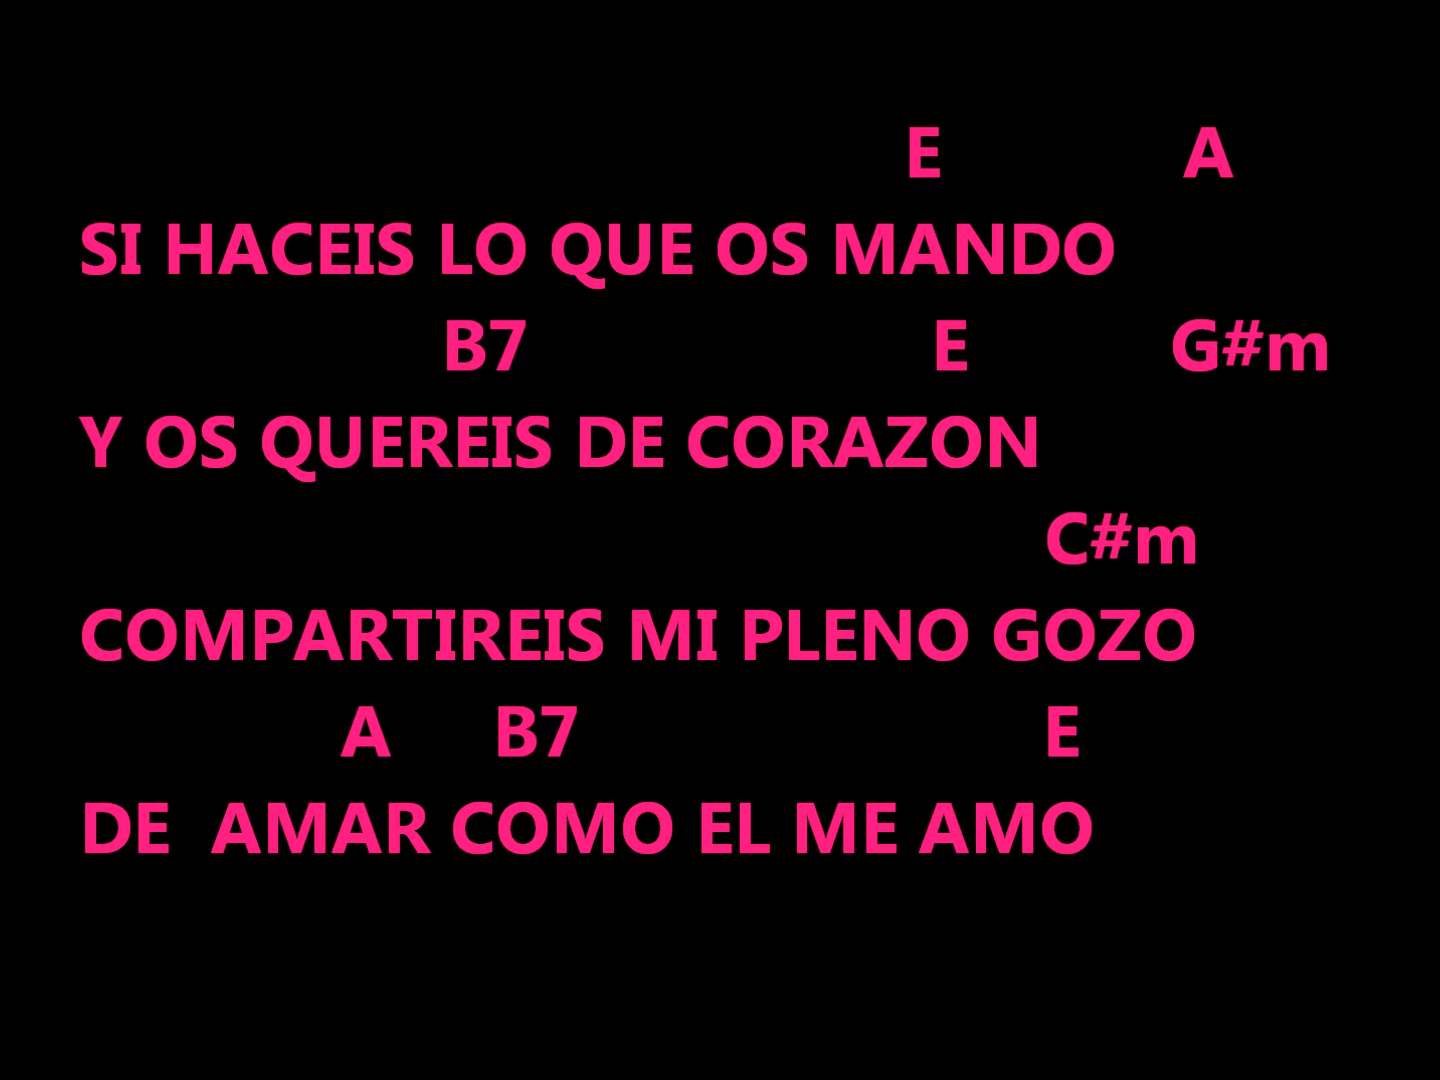 E A
SI HACEIS LO QUE OS MANDO
B7 E G#m
Y OS QUEREIS DE CORAZON
C#m
COMPARTIREIS MI PLENO GOZO
A B7 E
DE AMAR COMO EL ME AMO